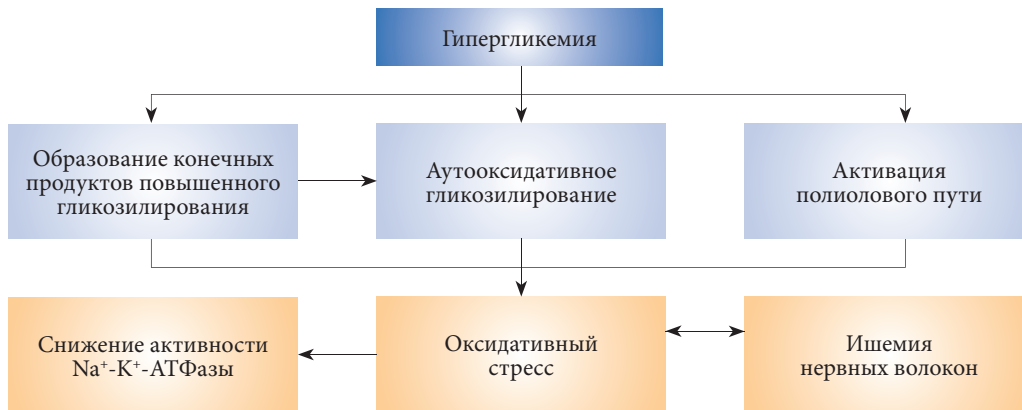 Гипергликемия
Образование конечных
продуктов повышенного
гликозилирования
Аутооксидативное
гликозилирование
Активация
полиолового пути
Снижение активности
Na⁺-K⁺-АТФазы
Оксидативный
стресс
Ишемия
нервных волокон